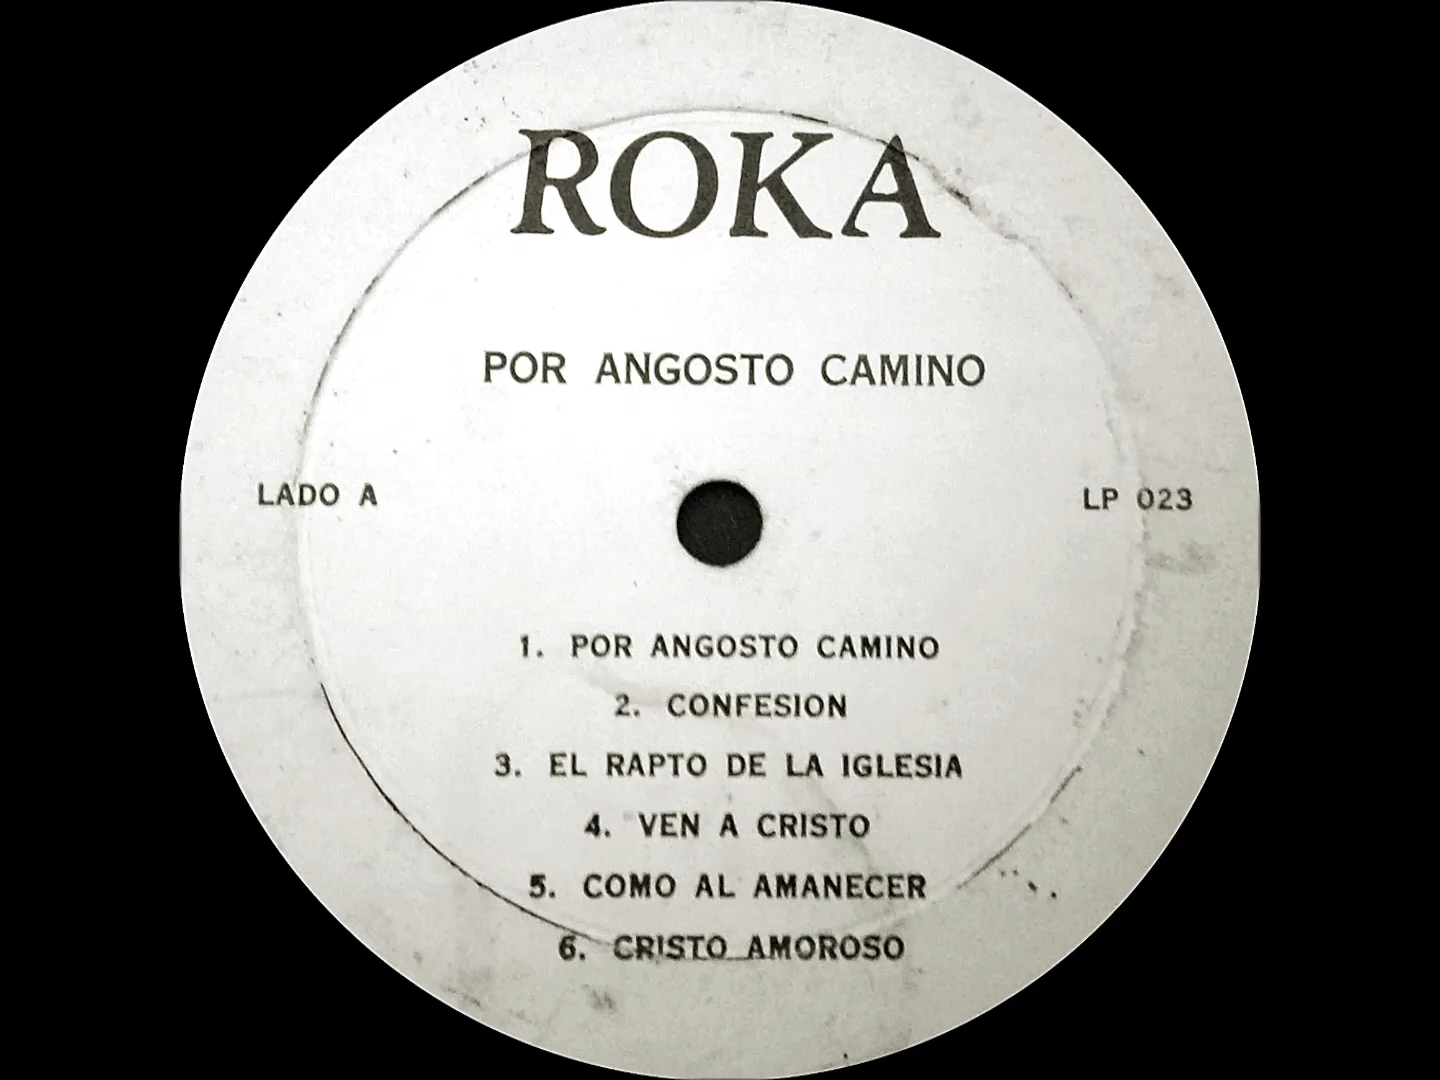 ROKA
POR ANGOSTO CAMINO
LADO A
LP 023
1. POR ANGOSTO CAMINO
2. CONFESION
3. EL RAPTO DE LA IGLESIA
4. VEN A CRISTO
5. COMO AL AMANECER
6. CRISTO AMOROSO